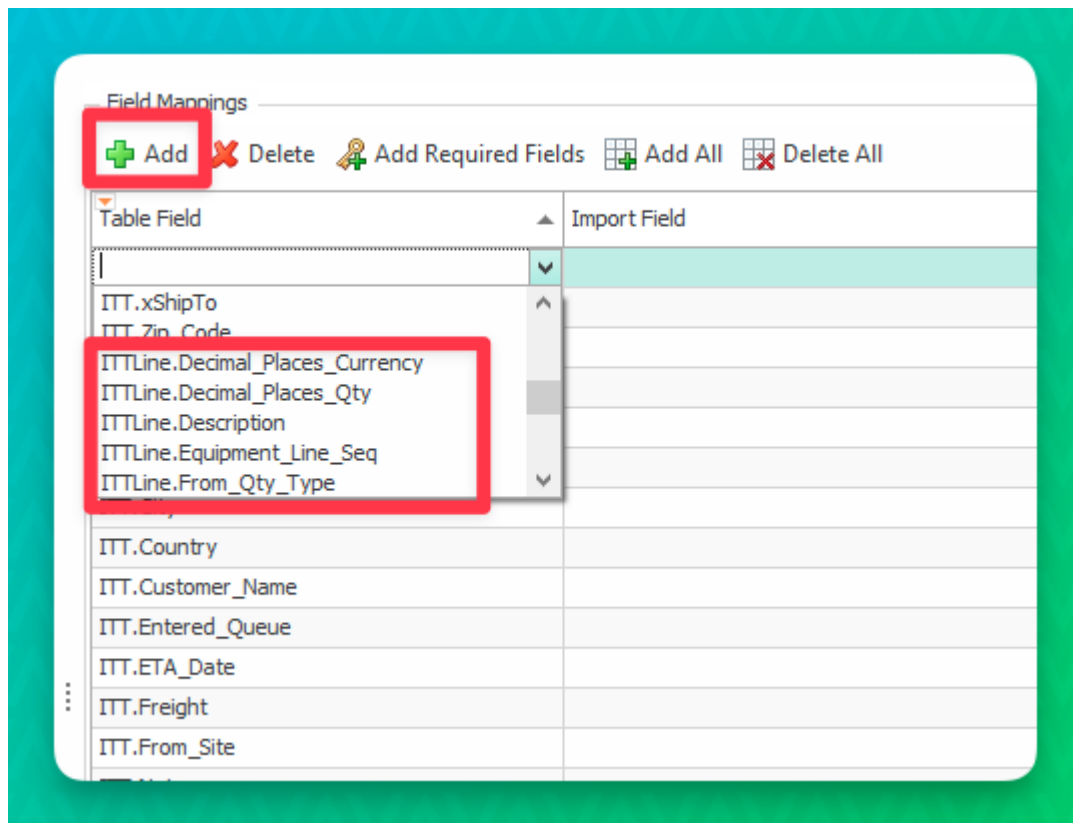 Field Mappings
Add Delete Add Required Fields Add All Delete All
Table Field Import Field
ITT.xShipTo
ITT.Zip_Code
ITTLine.Decimal_Places_Currency
ITTLine.Decimal_Places_Qty
ITTLine.Description
ITTLine.Equipment_Line_Seq
ITTLine.From_Qty_Type
ITT.Country
ITT.Customer_Name
ITT.Entered_Queue
ITT.ETA_Date
ITT.Freight
ITT.From_Site